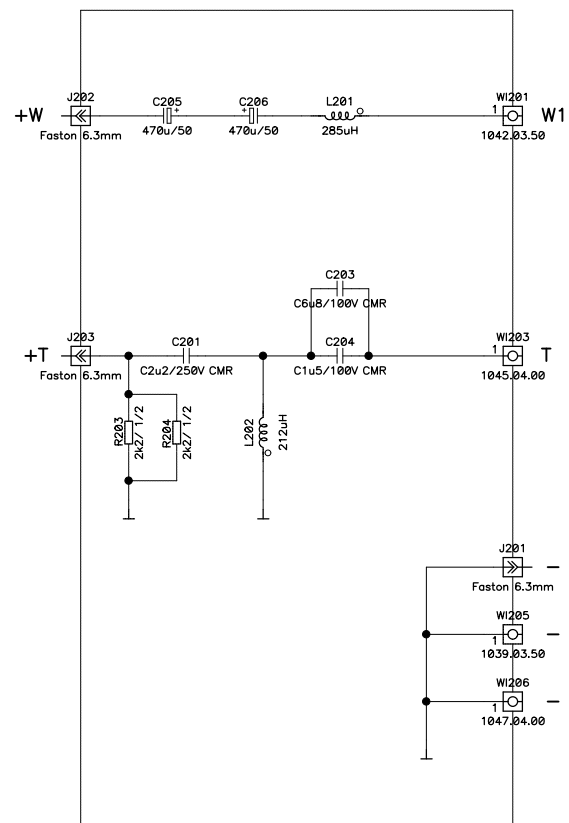 J202
C205
C206
L201
WI201
+W
+
+
1
W1
Faston 6.3mm
470u/50
470u/50
285uH
1042.03.50
C203
C6u8/100V CMR
J203
C201
C204
WI203
+T
1
T
Faston 6.3mm
C2u2/250V CMR
C1u5/100V CMR
1045.04.00
R203
2k2/ 1/2
R204
2k2/ 1/2
L202
212uH
J201
–
Faston 6.3mm
WI205
1
–
1039.03.50
WI206
1
–
1047.04.00